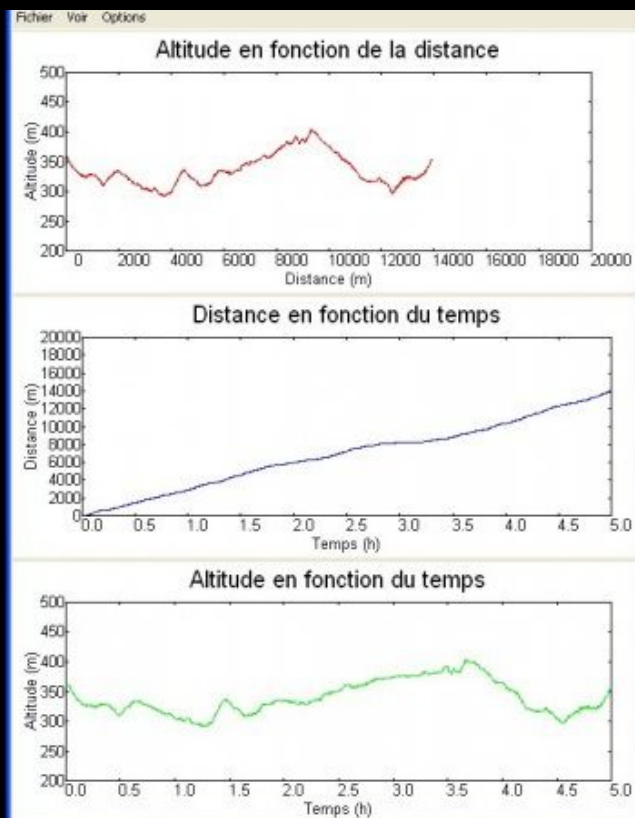 Fichier Voir Options
Altitude en fonction de la distance
500
450
400
350
300
250
200
Altitude (m)
0 2000 4000 6000 8000 10000 12000 14000 16000 18000 20000
Distance (m)
Distance en fonction du temps
20000
18000
16000
14000
12000
10000
8000
6000
4000
2000
0
Distance (m)
0.0 0.5 1.0 1.5 2.0 2.5 3.0 3.5 4.0 4.5 5.0
Temps (h)
Altitude en fonction du temps
500
450
400
350
300
250
200
Altitude (m)
0.0 0.5 1.0 1.5 2.0 2.5 3.0 3.5 4.0 4.5 5.0
Temps (h)